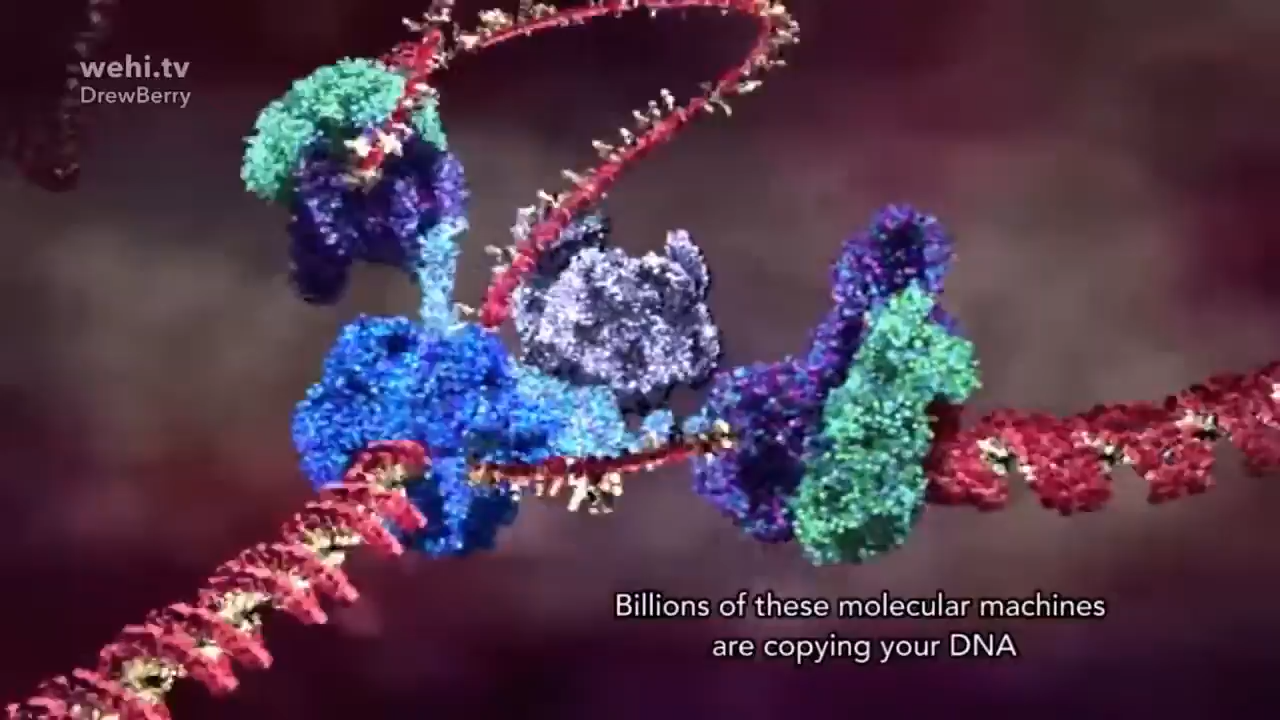 wehi.tv
DrewBerry
Billions of these molecular machines
are copying your DNA